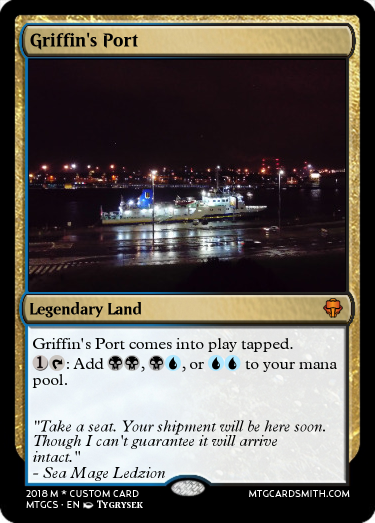 Griffin's Port
Legendary Land
Griffin's Port comes into play tapped.
1: Add , , or to your mana
pool.
"Take a seat. Your shipment will be here soon.
Though I can't guarantee it will arrive
intact."
- Sea Mage Ledzion
2018 M * CUSTOM CARD
MTGCS · EN TYGRYSEK
MTGCARDSMITH.COM